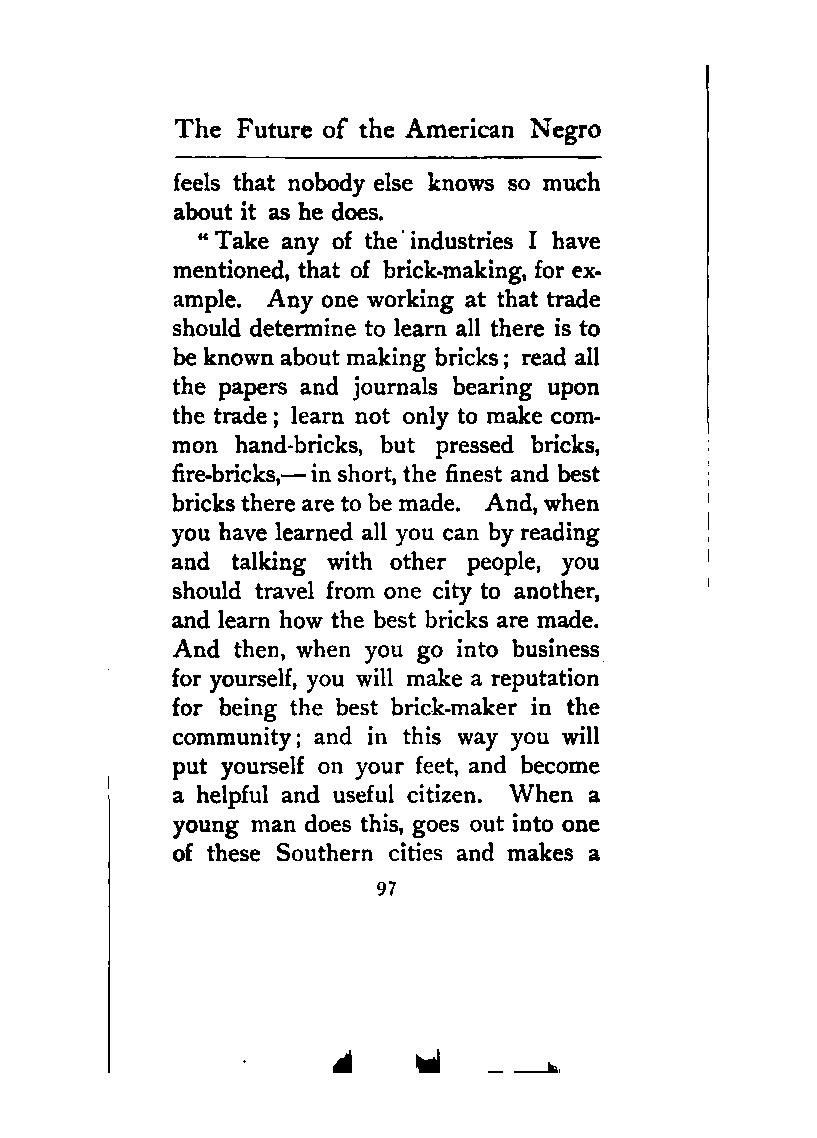 The Future of the American Negro
feels that nobody else knows so much
about it as he does.
“ Take any of the industries I have
mentioned, that of brick-making, for ex-
ample. Any one working at that trade
should determine to learn all there is to
be known about making bricks ; read all
the papers and journals bearing upon
the trade ; learn not only to make com-
mon hand-bricks, but pressed bricks,
fire-bricks,— in short, the finest and best
bricks there are to be made. And, when
you have learned all you can by reading
and talking with other people, you
should travel from one city to another,
and learn how the best bricks are made.
And then, when you go into business
for yourself, you will make a reputation
for being the best brick-maker in the
community ; and in this way you will
put yourself on your feet, and become
a helpful and useful citizen. When a
young man does this, goes out into one
of these Southern cities and makes a
97